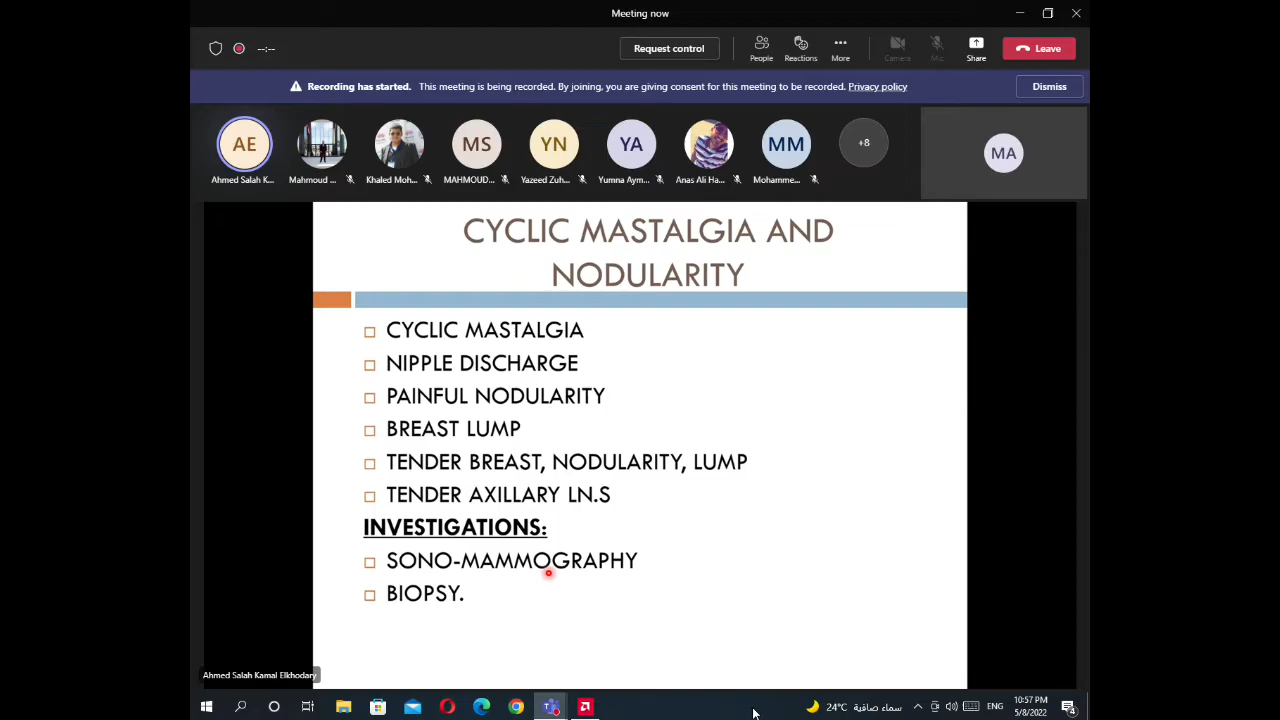 Meeting now
--:--
Request control
People
Reactions
More
Camera
Mic
Share
Leave
Recording has started. This meeting is being recorded. By joining, you are giving consent for this meeting to be recorded. Privacy policy
Dismiss
AE
MS
YN
YA
MM
+8
MA
Ahmed Salah K...
Mahmoud ...
Khaled Moh...
MAHMOUD...
Yazeed Zuh...
Yumna Aym...
Anas Ali Ha...
Mohamme...
CYCLIC MASTALGIA AND
NODULARITY
CYCLIC MASTALGIA
NIPPLE DISCHARGE
PAINFUL NODULARITY
BREAST LUMP
TENDER BREAST, NODULARITY, LUMP
TENDER AXILLARY LN.S
INVESTIGATIONS:
SONO-MAMMOGRAPHY
BIOPSY.
Ahmed Salah Kamal Elkhodary
24°C سماء صافية
ENG
10:57 PM
5/8/2022
4